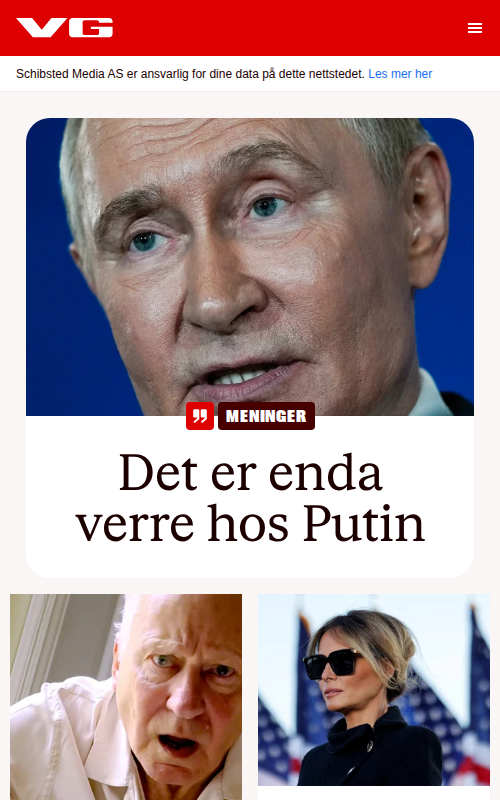 VG
Schibsted Media AS er ansvarlig for dine data på dette nettstedet. Les mer her
MENINGER
Det er enda
verre hos Putin